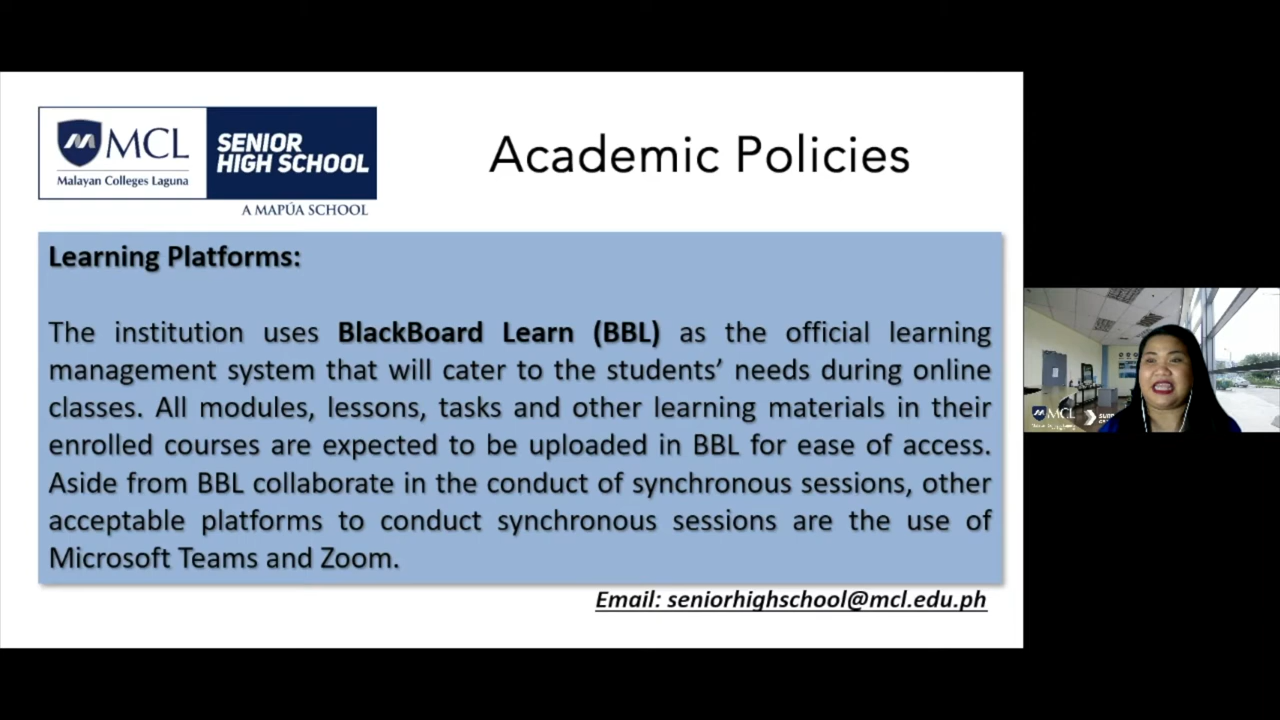 MCL
Malayan Colleges Laguna
SENIOR
HIGH SCHOOL
A MAPÚA SCHOOL
Academic Policies
Learning Platforms:
The institution uses BlackBoard Learn (BBL) as the official learning
management system that will cater to the students’ needs during online
classes. All modules, lessons, tasks and other learning materials in their
enrolled courses are expected to be uploaded in BBL for ease of access.
Aside from BBL collaborate in the conduct of synchronous sessions, other
acceptable platforms to conduct synchronous sessions are the use of
Microsoft Teams and Zoom.
Email: seniorhighschool@mcl.edu.ph
MCL